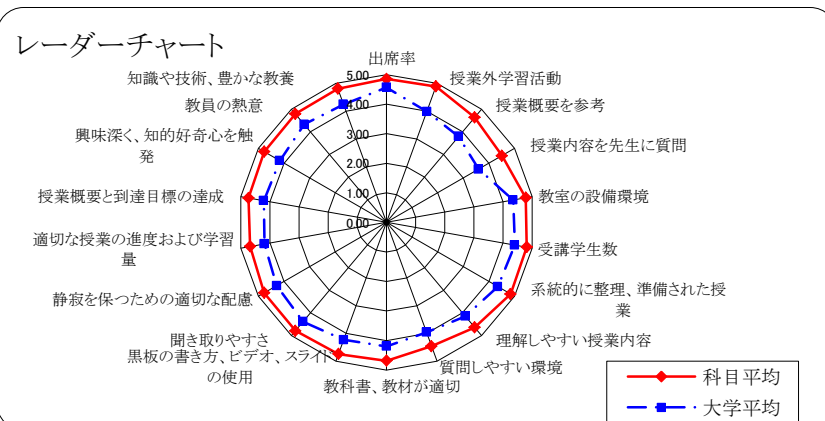 レーダーチャート
出席率
授業外学習活動
授業概要を参考
授業内容を先生に質問
教室の設備環境
受講学生数
系統的に整理、準備された授
業
理解しやすい授業内容
質問しやすい環境
教科書、教材が適切
黒板の書き方、ビデオ、スライド
の使用
聞き取りやすさ
静寂を保つための適切な配慮
適切な授業の進度および学習
量
授業概要と到達目標の達成
興味深く、知的好奇心を触
発
教員の熱意
知識や技術、豊かな教養
5.00
4.00
3.00
2.00
1.00
0.00
科目平均
大学平均